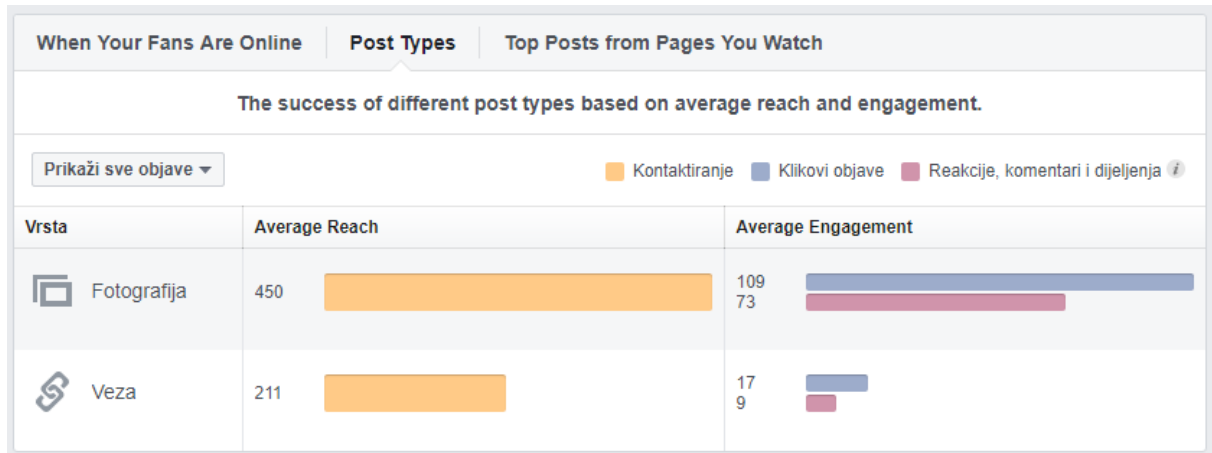 When Your Fans Are Online Post Types Top Posts from Pages You Watch
The success of different post types based on average reach and engagement.
Prikaži sve objave Kontaktiranje Klikovi objave Reakcije, komentari i dijeljenja i
Vrsta Average Reach Average Engagement
Fotografija 450 109
73
Veza 211 17
9